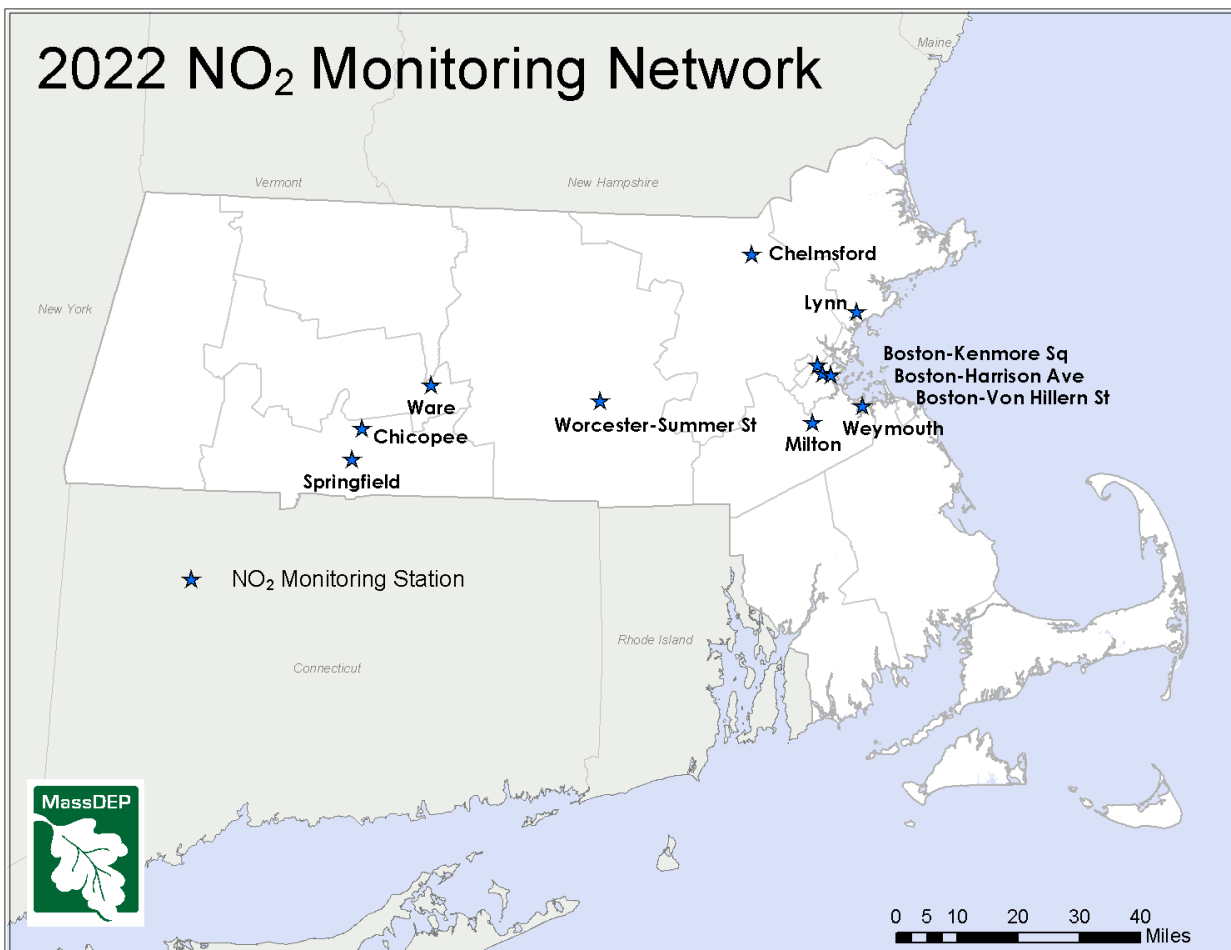 2022 NO₂ Monitoring Network
Maine
Vermont
New Hampshire
Chelmsford
New York
Lynn
Boston-Kenmore Sq
Boston-Harrison Ave
Boston-Von Hillern St
Ware
Worcester-Summer St
Weymouth
Chicopee
Milton
Springfield
NO₂ Monitoring Station
Rhode Island
Connecticut
MassDEP
0 5 10 20 30 40
Miles